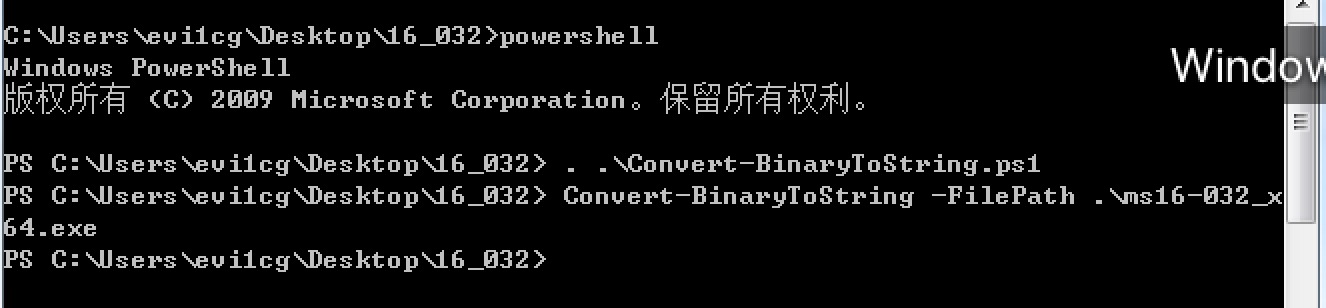 C:\Users\evi1cg\Desktop\16_032>powershell
Windows PowerShell
版权所有 (C) 2009 Microsoft Corporation。保留所有权利。
PS C:\Users\evi1cg\Desktop\16_032> . .\Convert-BinaryToString.ps1
PS C:\Users\evi1cg\Desktop\16_032> Convert-BinaryToString -FilePath .\ms16-032_x
64.exe
PS C:\Users\evi1cg\Desktop\16_032>
Window